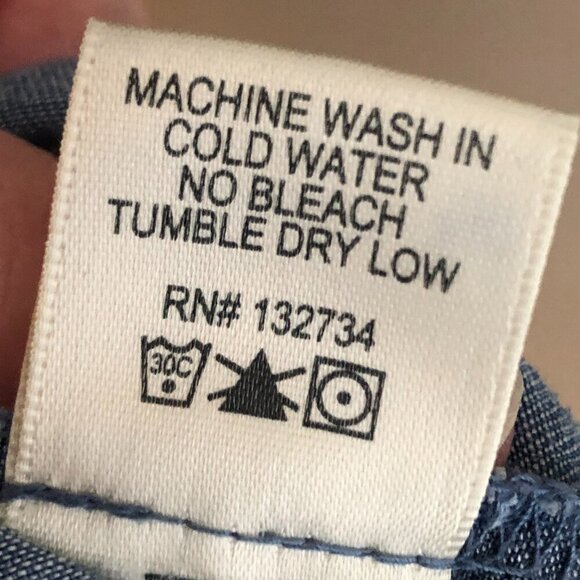 MACHINE WASH IN
COLD WATER
NO BLEACH
TUMBLE DRY LOW
RN# 132734
30C